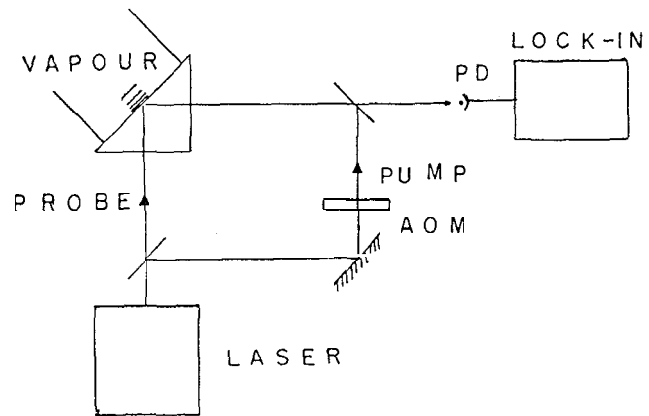 LOCK-IN
VAPOUR
PD
PROBE
PUMP
AOM
LASER